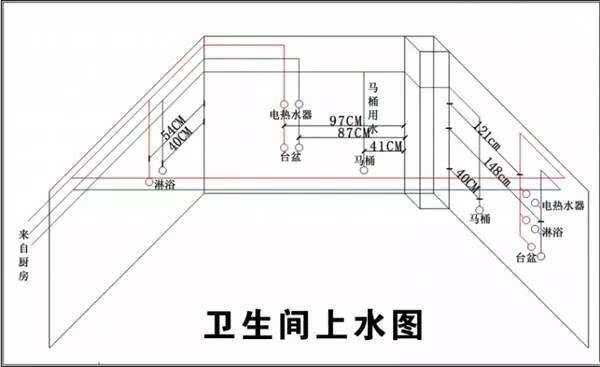 马桶用水
电热水器
97CM
87CM
41CM
54CM
40CM
台盆
马桶
淋浴
121cm
148cm
40CM
马桶
电热水器
淋浴
台盆
来自厨房
卫生间上水图